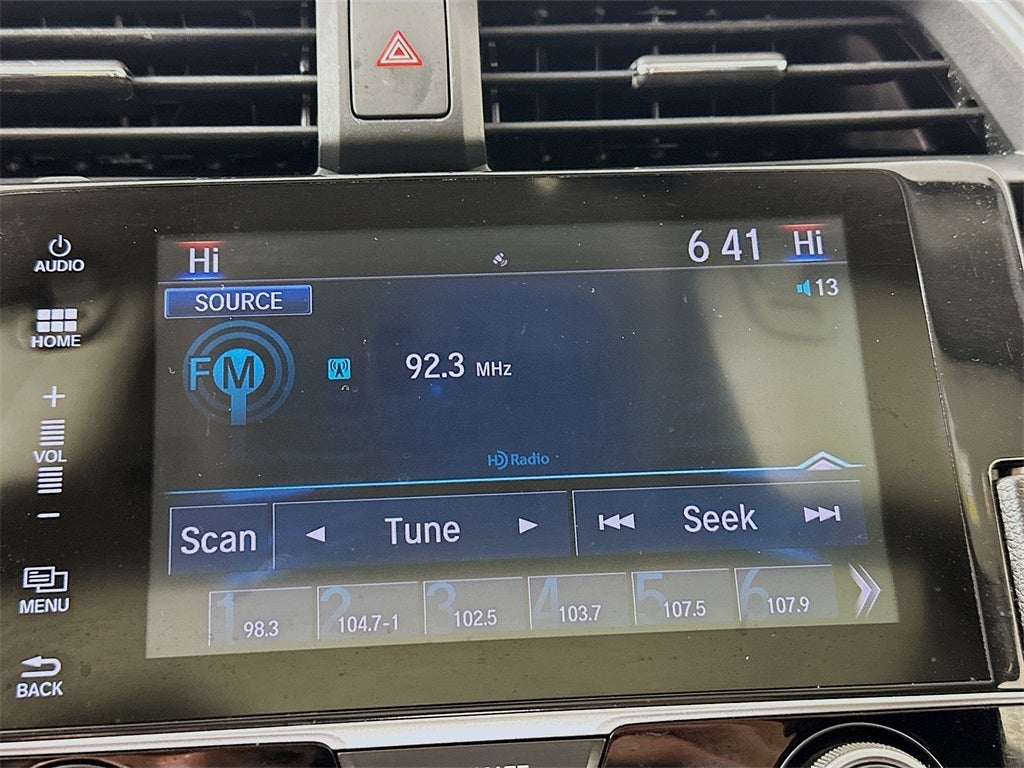 AUDIO
HOME
+
VOL
−
MENU
BACK
Hi
6 41
Hi
SOURCE
13
FM
92.3 MHz
HD Radio
Scan
Tune
Seek
1 98.3
2 104.7-1
3 102.5
4 103.7
5 107.5
6 107.9